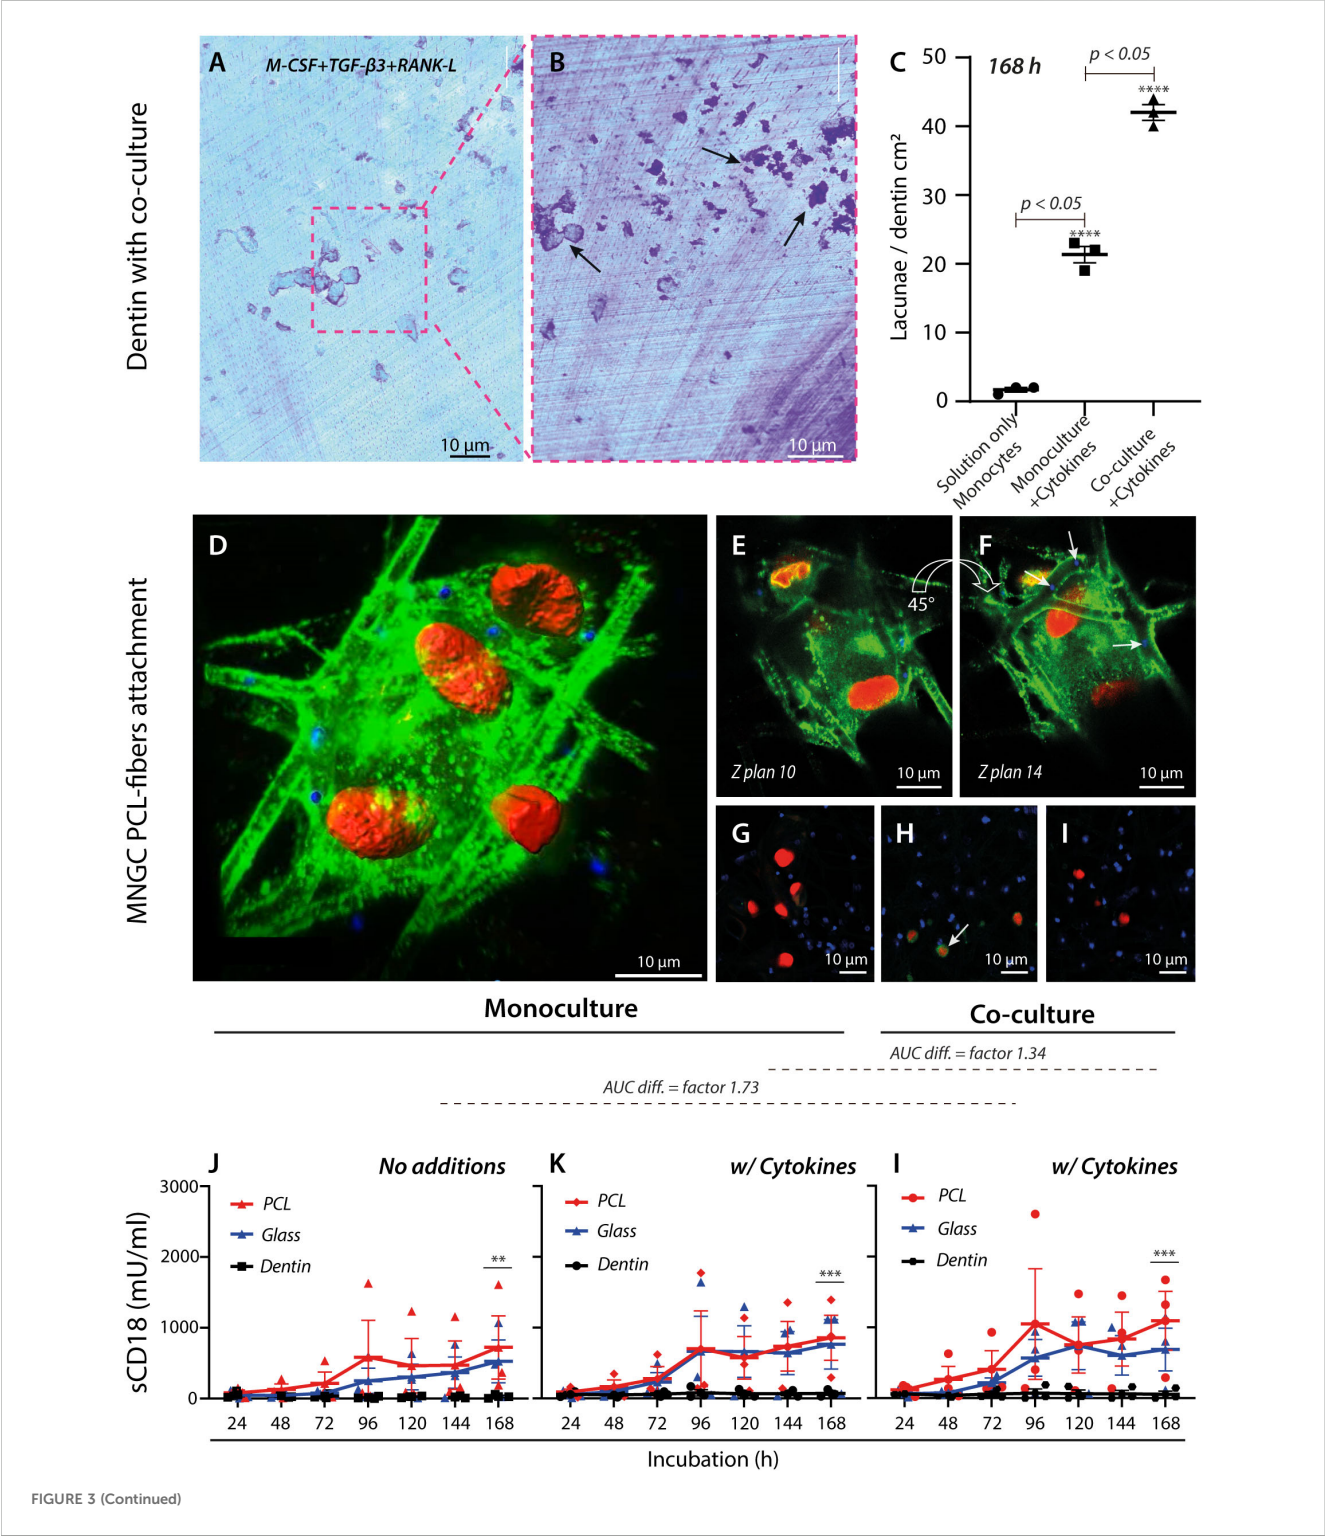 Dentin with co-culture
A
M-CSF+TGF-β3+RANK-L
10 µm
B
10 µm
C
168 h
p < 0.05
****
p < 0.05
****
Lacunae / dentin cm²
50
40
30
20
10
0
Solution only
Monocytes
Monoculture
+Cytokines
Co-culture
+Cytokines
MNGC PCL-fibers attachment
D
10 µm
E
45°
Z plan 10
10 µm
F
Z plan 14
10 µm
G
10 µm
H
10 µm
I
10 µm
Monoculture
Co-culture
AUC diff. = factor 1.34
AUC diff. = factor 1.73
sCD18 (mU/ml)
J
No additions
3000
2000
1000
0
PCL
Glass
Dentin
**
24 48 72 96 120 144 168
K
w/ Cytokines
PCL
Glass
Dentin
***
24 48 72 96 120 144 168
I
w/ Cytokines
PCL
Glass
Dentin
***
24 48 72 96 120 144 168
Incubation (h)
FIGURE 3 (Continued)